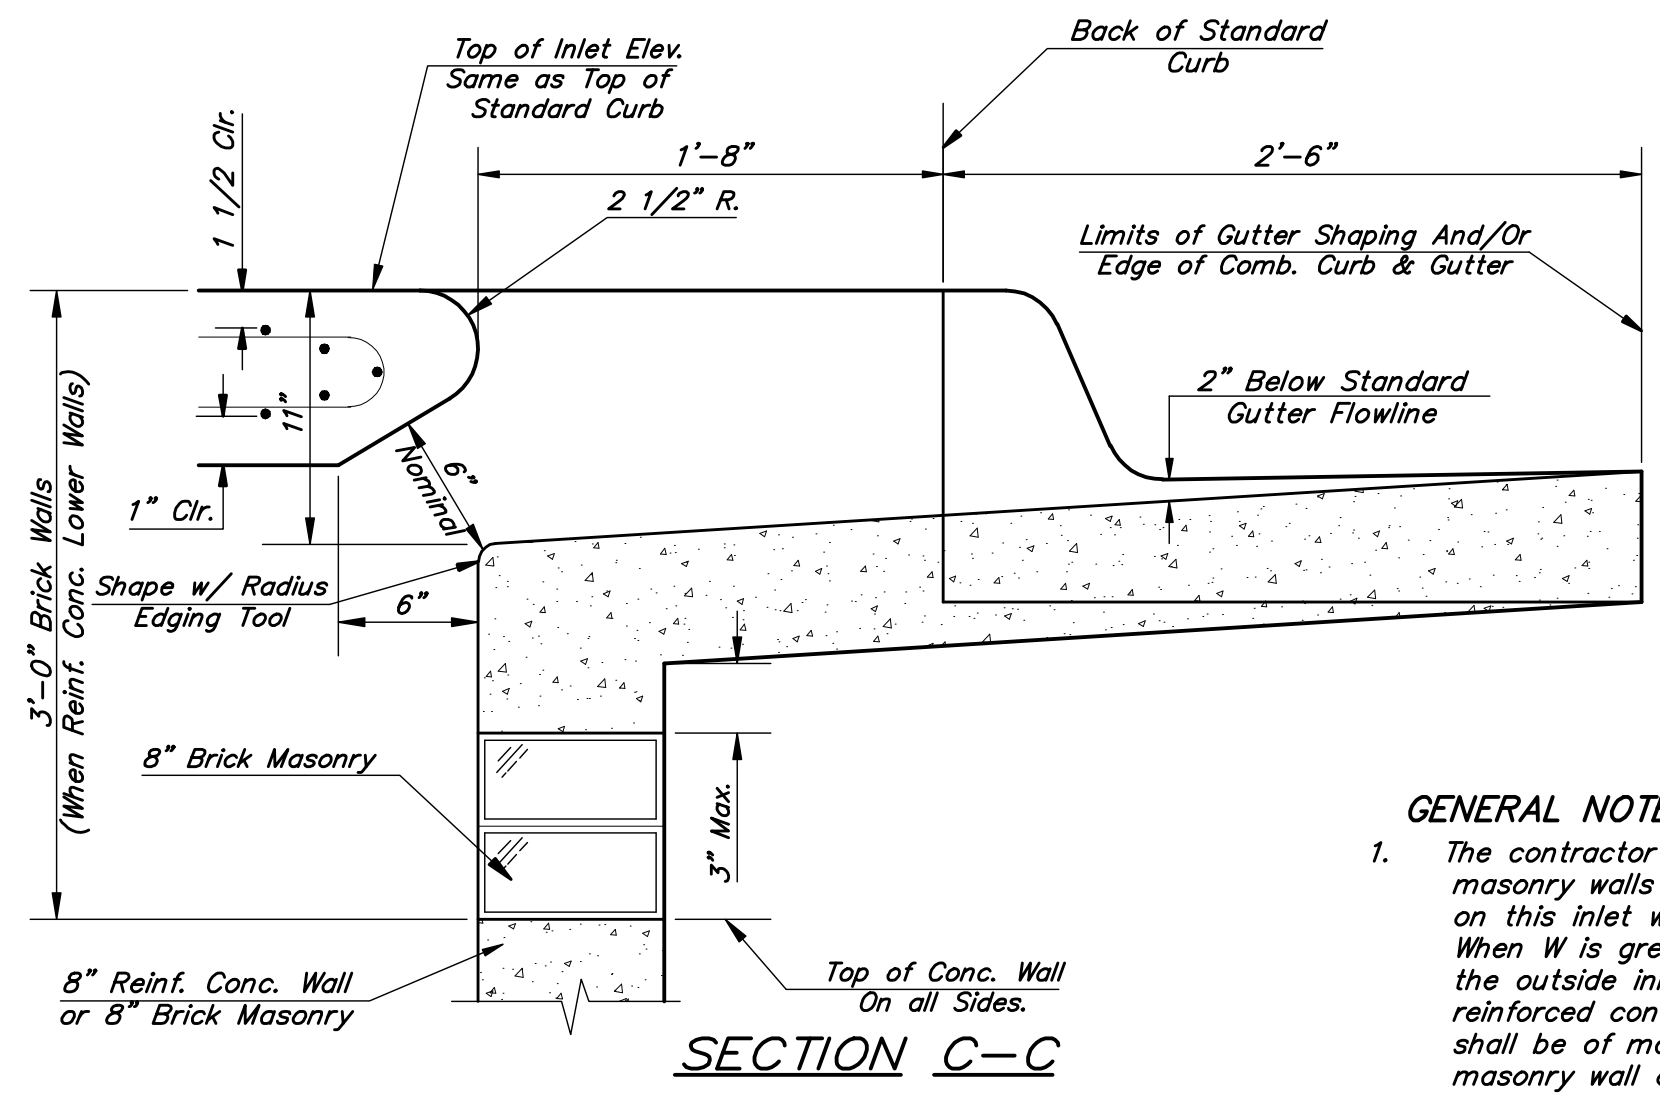 Back of Standard
Curb
Top of Inlet Elev.
Same as Top of
Standard Curb
1 1/2 Clr.
1'-8"
2'-6"
2 1/2" R.
Limits of Gutter Shaping And/Or
Edge of Comb. Curb & Gutter
2" Below Standard
Gutter Flowline
11"
6"
Nominal
1" Clr.
3'-0" Brick Walls
(When Reinf. Conc. Lower Walls)
Shape w/ Radius
Edging Tool
6"
8" Brick Masonry
3" Max.
8" Reinf. Conc. Wall
or 8" Brick Masonry
Top of Conc. Wall
On all Sides.
SECTION C-C
GENERAL NOTE
1. The contractor
masonry walls
on this inlet w
When W is gre
the outside in
reinforced con
shall be of ma
masonry wall